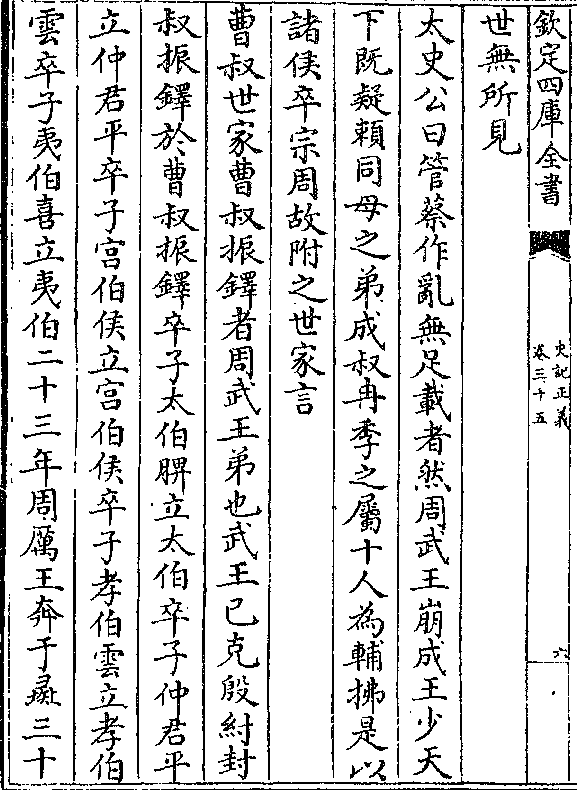 欽定四庫全書
史記正義
卷三十五
六
世無所見
太史公曰管蔡作亂無足載者然周武王崩成王少天
下既疑賴同母之弟成叔冉季之屬十人為輔拂是以
諸侯卒宗周故附之世家言
曹叔世家曹叔振鐸者周武王弟也武王已克殷紂封
叔振鐸於曹叔振鐸卒子太伯脾立太伯卒子仲君平
立仲君平卒子宫伯侯立宫伯侯卒子孝伯雲立孝伯
雲卒子夷伯喜立夷伯二十三年周厲王奔于彘三十